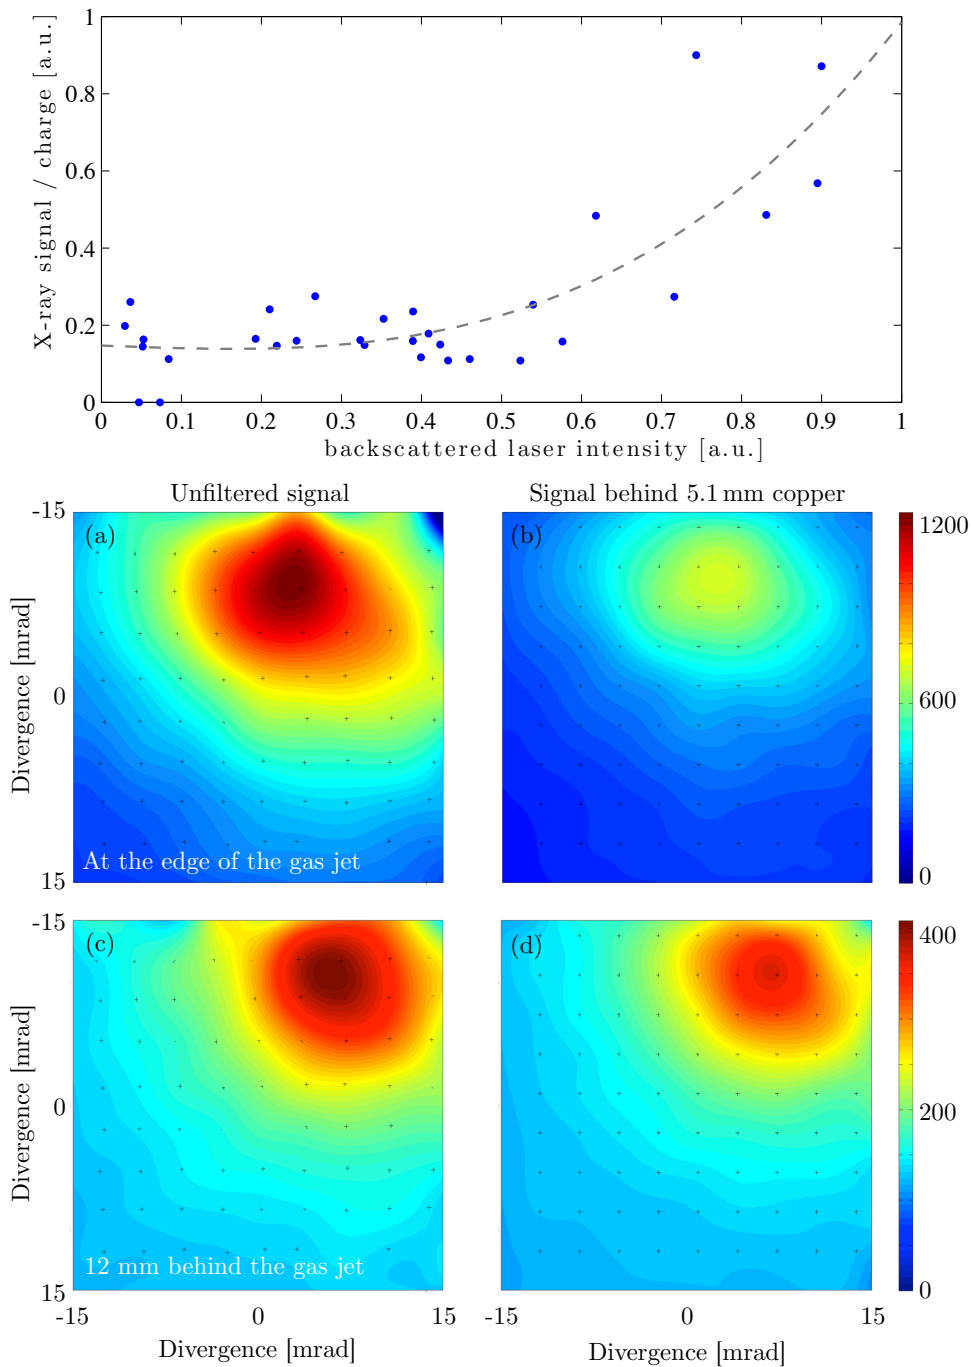 X-ray signal / charge [a.u.]
1
0.8
0.6
0.4
0.2
0
0 0.1 0.2 0.3 0.4 0.5 0.6 0.7 0.8 0.9 1
backscattered laser intensity [a.u.]
Unfiltered signal
Signal behind 5.1 mm copper
Divergence [mrad]
-15
0
15
(a)
At the edge of the gas jet
(b)
1200
600
0
Divergence [mrad]
-15
0
15
(c)
12 mm behind the gas jet
(d)
400
200
0
-15 0 15
-15 0 15
Divergence [mrad]
Divergence [mrad]